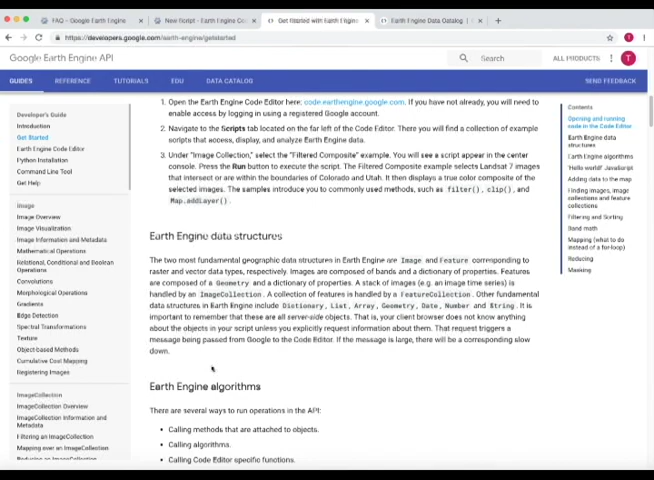 FAQ – Google Earth Engine
New Script - Earth Engine Co
Get Started with Earth Engine
Earth Engine Data Catalog
https://developers.google.com/earth-engine/getstarted
T
Google Earth Engine API
Search
ALL PRODUCTS
T
GUIDES
REFERENCE
TUTORIALS
EDU
DATA CATALOG
SEND FEEDBACK
Developer's Guide
Introduction
Get Started
Earth Engine Code Editor
Python Installation
Command Line Tool
Get Help
Image
Image Overview
Image Visualization
Image Information and Metadata
Mathematical Operations
Relational, Conditional and Boolean
Operations
Convolutions
Morphological Operations
Gradients
Edge Detection
Spectral Transformations
Texture
Object-based Methods
Cumulative Cost Mapping
Registering Images
ImageCollection
ImageCollection Overview
ImageCollection Information and
Metadata
Filtering an ImageCollection
Mapping over an ImageCollection
Reducing an ImageCollection
1. Open the Earth Engine Code Editor here: code.earthengine.google.com. If you have not already, you will need to
enable access by logging in using a registered Google account.
2. Navigate to the Scripts tab located on the far left of the Code Editor. There you will find a collection of example
scripts that access, display, and analyze Earth Engine data.
3. Under "Image Collection," select the "Filtered Composite" example. You will see a script appear in the center
console. Press the Run button to execute the script. The Filtered Composite example selects Landsat 7 images
that intersect or are within the boundaries of Colorado and Utah. It then displays a true color composite of the
selected images. The samples introduce you to commonly used methods, such as filter(), clip(), and
Map.addLayer().
Earth Engine data structures
The two most fundamental geographic data structures in Earth Engine are Image and Feature corresponding to
raster and vector data types, respectively. Images are composed of bands and a dictionary of properties. Features
are composed of a Geometry and a dictionary of properties. A stack of images (e.g. an image time series) is
handled by an ImageCollection. A collection of features is handled by a FeatureCollection. Other fundamental
data structures in Earth Engine include Dictionary, List, Array, Geometry, Date, Number and String. It is
important to remember that these are all server-side objects. That is, your client browser does not know anything
about the objects in your script unless you explicitly request information about them. That request triggers a
message being passed from Google to the Code Editor. If the message is large, there will be a corresponding slow
down.
Earth Engine algorithms
There are several ways to run operations in the API:
• Calling methods that are attached to objects.
• Calling algorithms.
• Calling Code Editor specific functions.
Contents
Opening and running
code in the Code Editor
Earth Engine data
structures
Earth Engine algorithms
'Hello world!' JavaScript
Adding data to the map
Finding images, image
collections and feature
collections
Filtering and Sorting
Band math
Mapping (what to do
instead of a for-loop)
Reducing
Masking